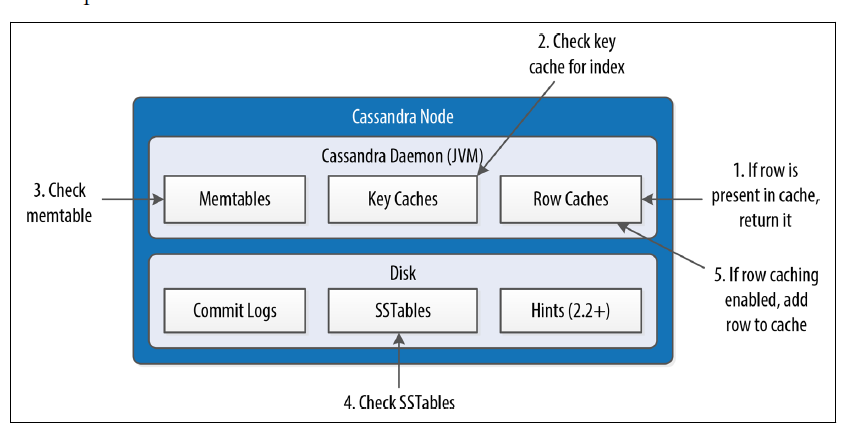 2. Check key
cache for index
Cassandra Node
Cassandra Daemon (JVM)
3. Check
memtable
Memtables
Key Caches
Row Caches
1. If row is
present in cache,
return it
Disk
Commit Logs
SSTables
Hints (2.2+)
5. If row caching
enabled, add
row to cache
4. Check SSTables